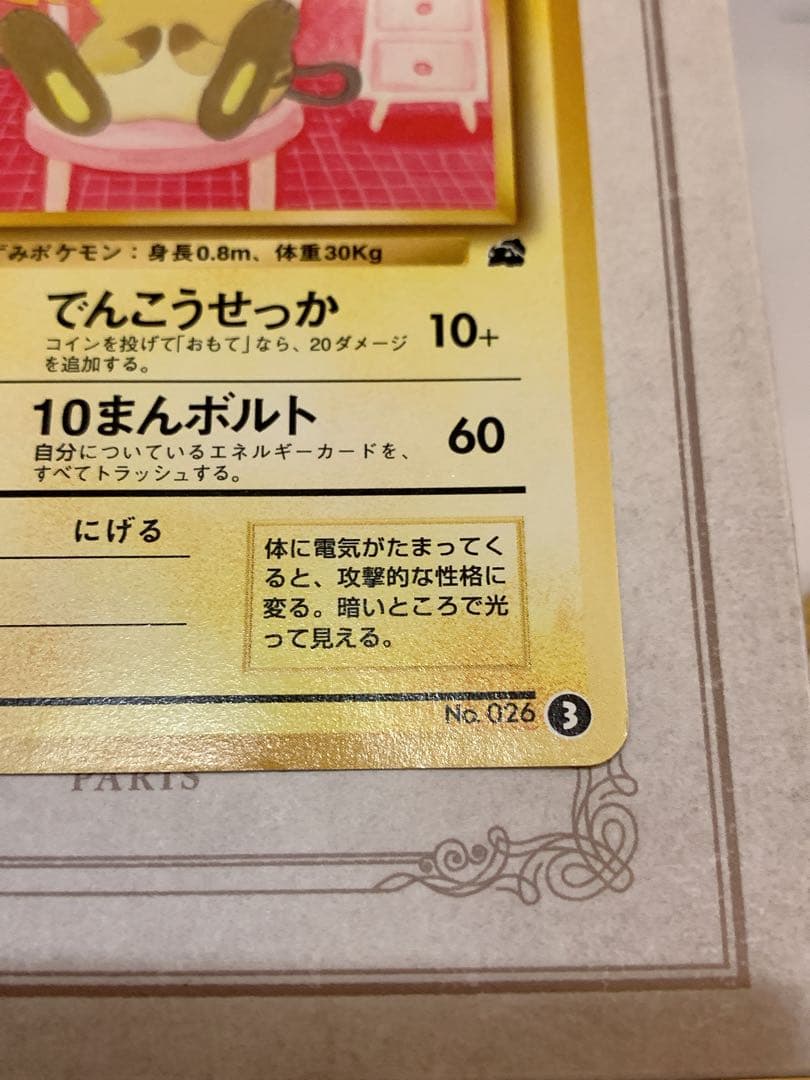 ずみポケモン：身長0.8m、体重30Kg
でんこうせっか 10+
コインを投げて「おもて」なら、20ダメージ
を追加する。
10まんボルト 60
自分についているエネルギーカードを、
すべてトラッシュする。
にげる
体に電気がたまってく
ると、攻撃的な性格に
変る。暗いところで光
って見える。
No. 026 3
PARIS